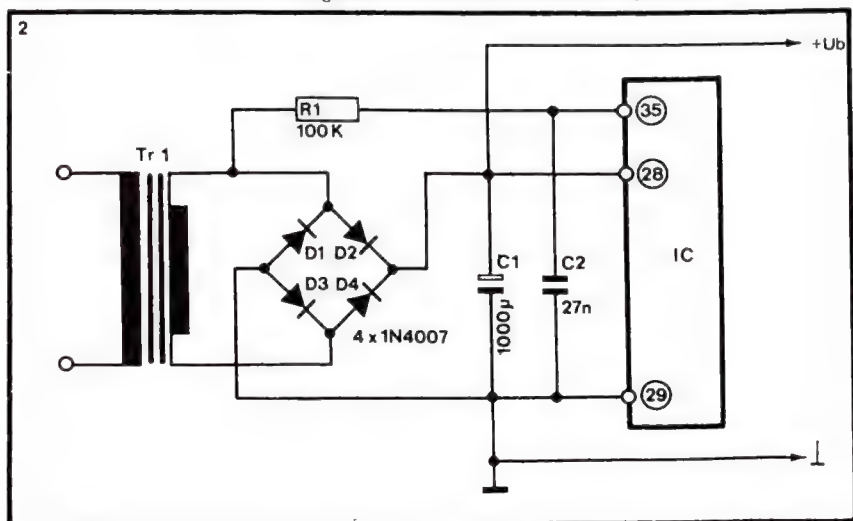 2
+Ub
R1
100K
35
Tr 1
28
D1 D2
C1
C2
IC
D3 D4
1000µ
27n
4 x 1N4007
29
⊥